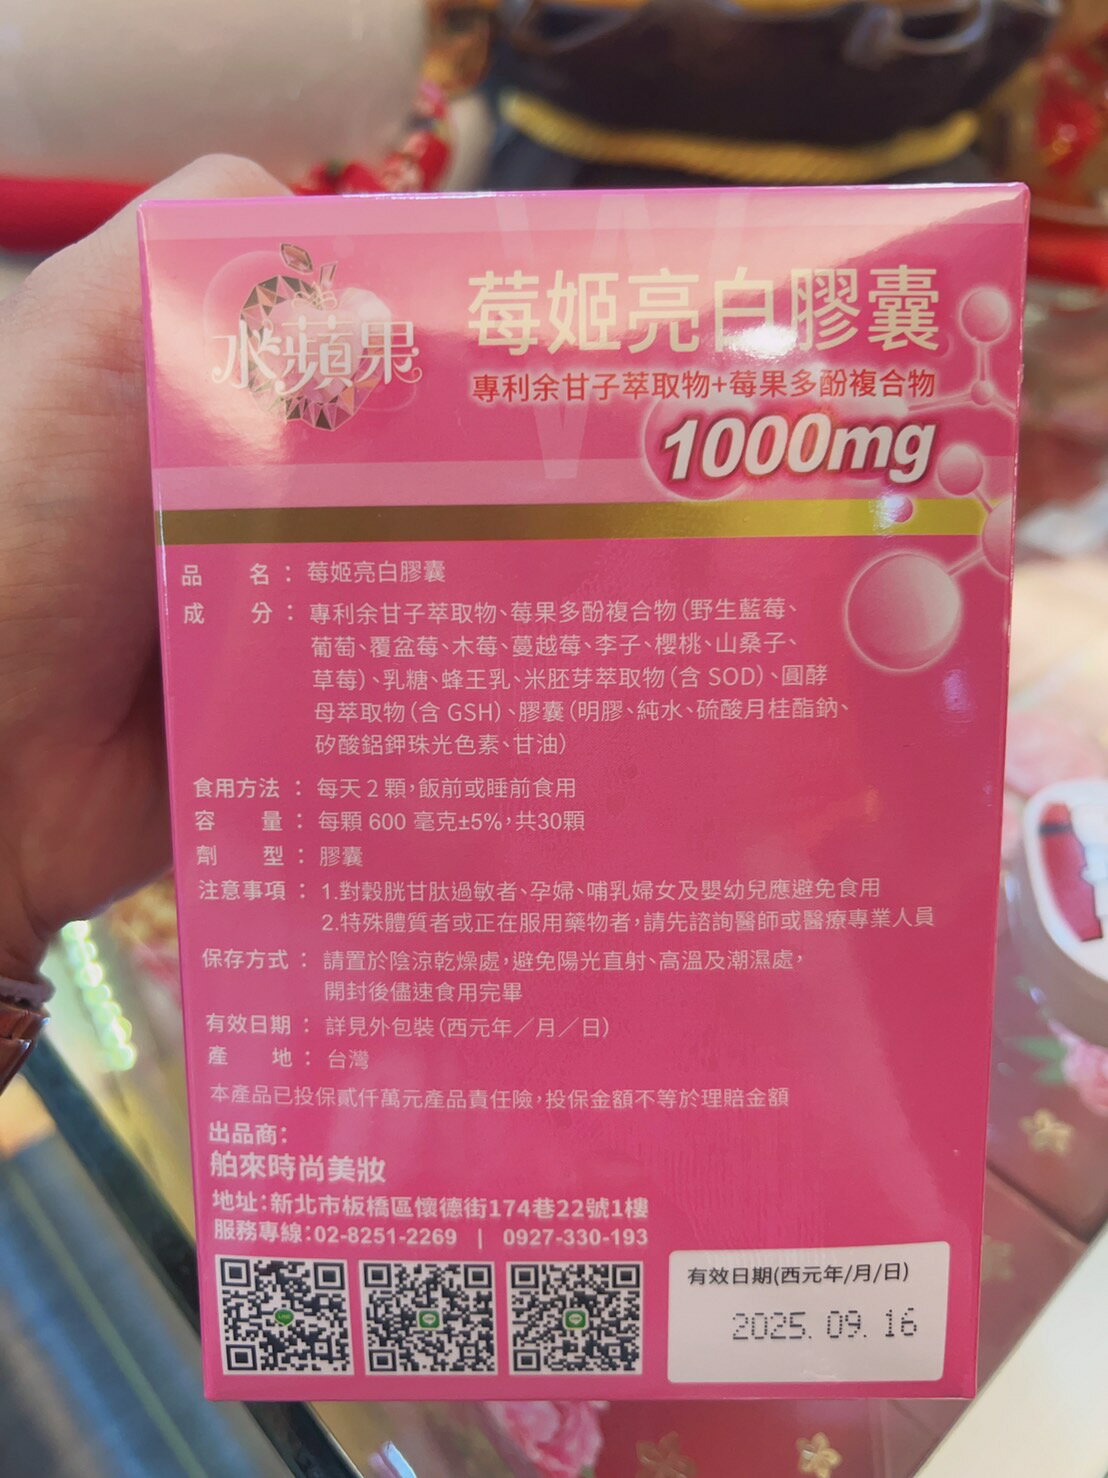 水蘋果
莓姬亮白膠囊
專利余甘子萃取物+莓果多酚複合物
1000mg
品 名：莓姬亮白膠囊
成 分：專利余甘子萃取物、莓果多酚複合物（野生藍莓、
葡萄、覆盆莓、木莓、蔓越莓、李子、櫻桃、山桑子、
草莓）、乳糖、蜂王乳、米胚芽萃取物（含 SOD）、圓酵
母萃取物（含 GSH）、膠囊（明膠、純水、硫酸月桂酯鈉、
矽酸鋁鉀珠光色素、甘油）
食用方法：每天 2 顆，飯前或睡前食用
容 量：每顆 600 毫克±5%，共30顆
劑 型：膠囊
注意事項：1.對穀胱甘肽過敏者、孕婦、哺乳婦女及嬰幼兒應避免食用
2.特殊體質者或正在服用藥物者，請先諮詢醫師或醫療專業人員
保存方式：請置於陰涼乾燥處，避免陽光直射、高溫及潮濕處，
開封後儘速食用完畢
有效日期：詳見外包裝（西元年／月／日）
產 地：台灣
本產品已投保貳仟萬元產品責任險，投保金額不等於理賠金額
出品商：
舶來時尚美妝
地址：新北市板橋區懷德街174巷22號1樓
服務專線：02-8251-2269 | 0927-330-193
有效日期(西元年/月/日)
2025. 09. 16